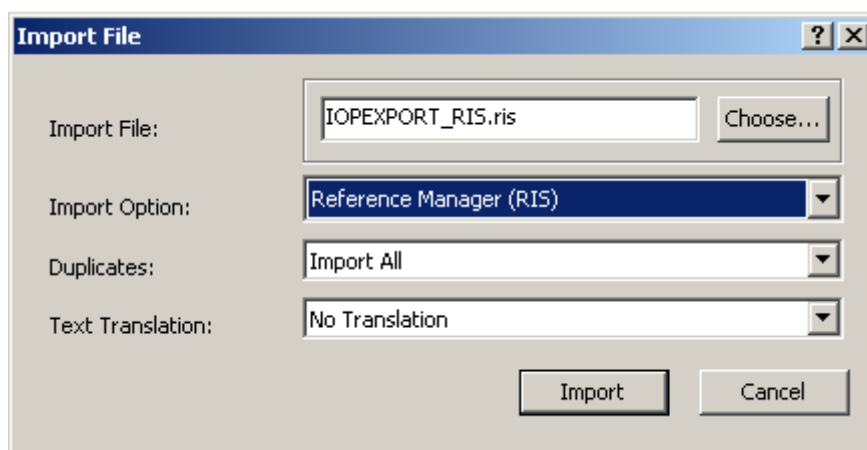 Import File
Import File: IOPEXPORT_RIS.ris Choose...
Import Option: Reference Manager (RIS)
Duplicates: Import All
Text Translation: No Translation
Import Cancel